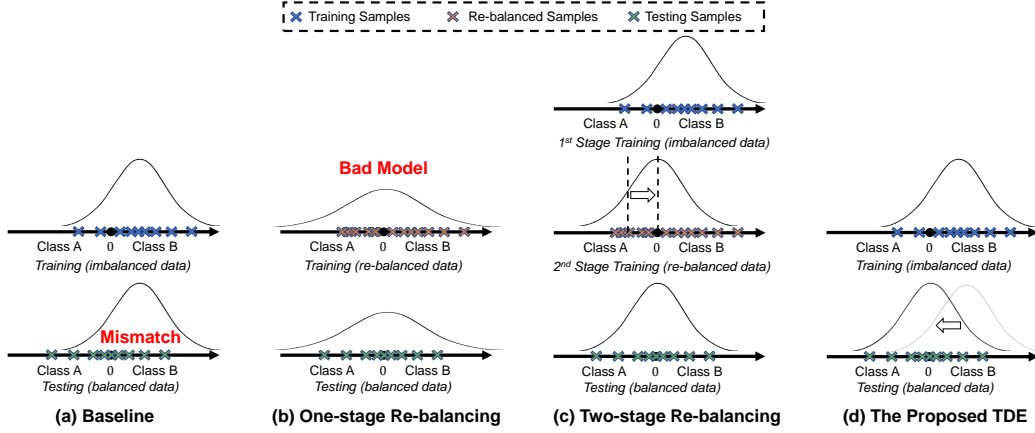 Training Samples Re-balanced Samples Testing Samples
Class A 0 Class B
1st Stage Training (imbalanced data)
Bad Model
Class A 0 Class B
Training (imbalanced data)
Class A 0 Class B
Training (re-balanced data)
Class A 0 Class B
2nd Stage Training (re-balanced data)
Class A 0 Class B
Training (imbalanced data)
Mismatch
Class A 0 Class B
Testing (balanced data)
Class A 0 Class B
Testing (balanced data)
Class A 0 Class B
Testing (balanced data)
Class A 0 Class B
Testing (balanced data)
(a) Baseline
(b) One-stage Re-balancing
(c) Two-stage Re-balancing
(d) The Proposed TDE